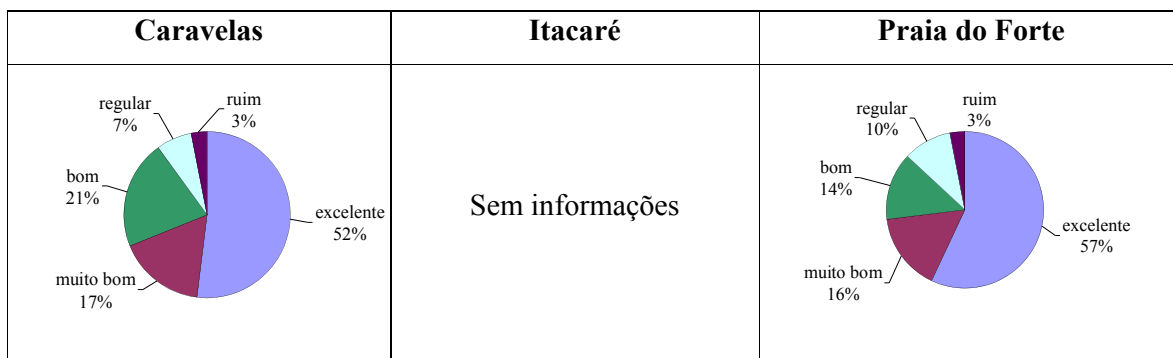 Caravelas
Itacaré
Praia do Forte
regular
7%
ruim
3%
bom
21%
excelente
52%
muito bom
17%
Sem informações
regular
10%
ruim
3%
bom
14%
excelente
57%
muito bom
16%